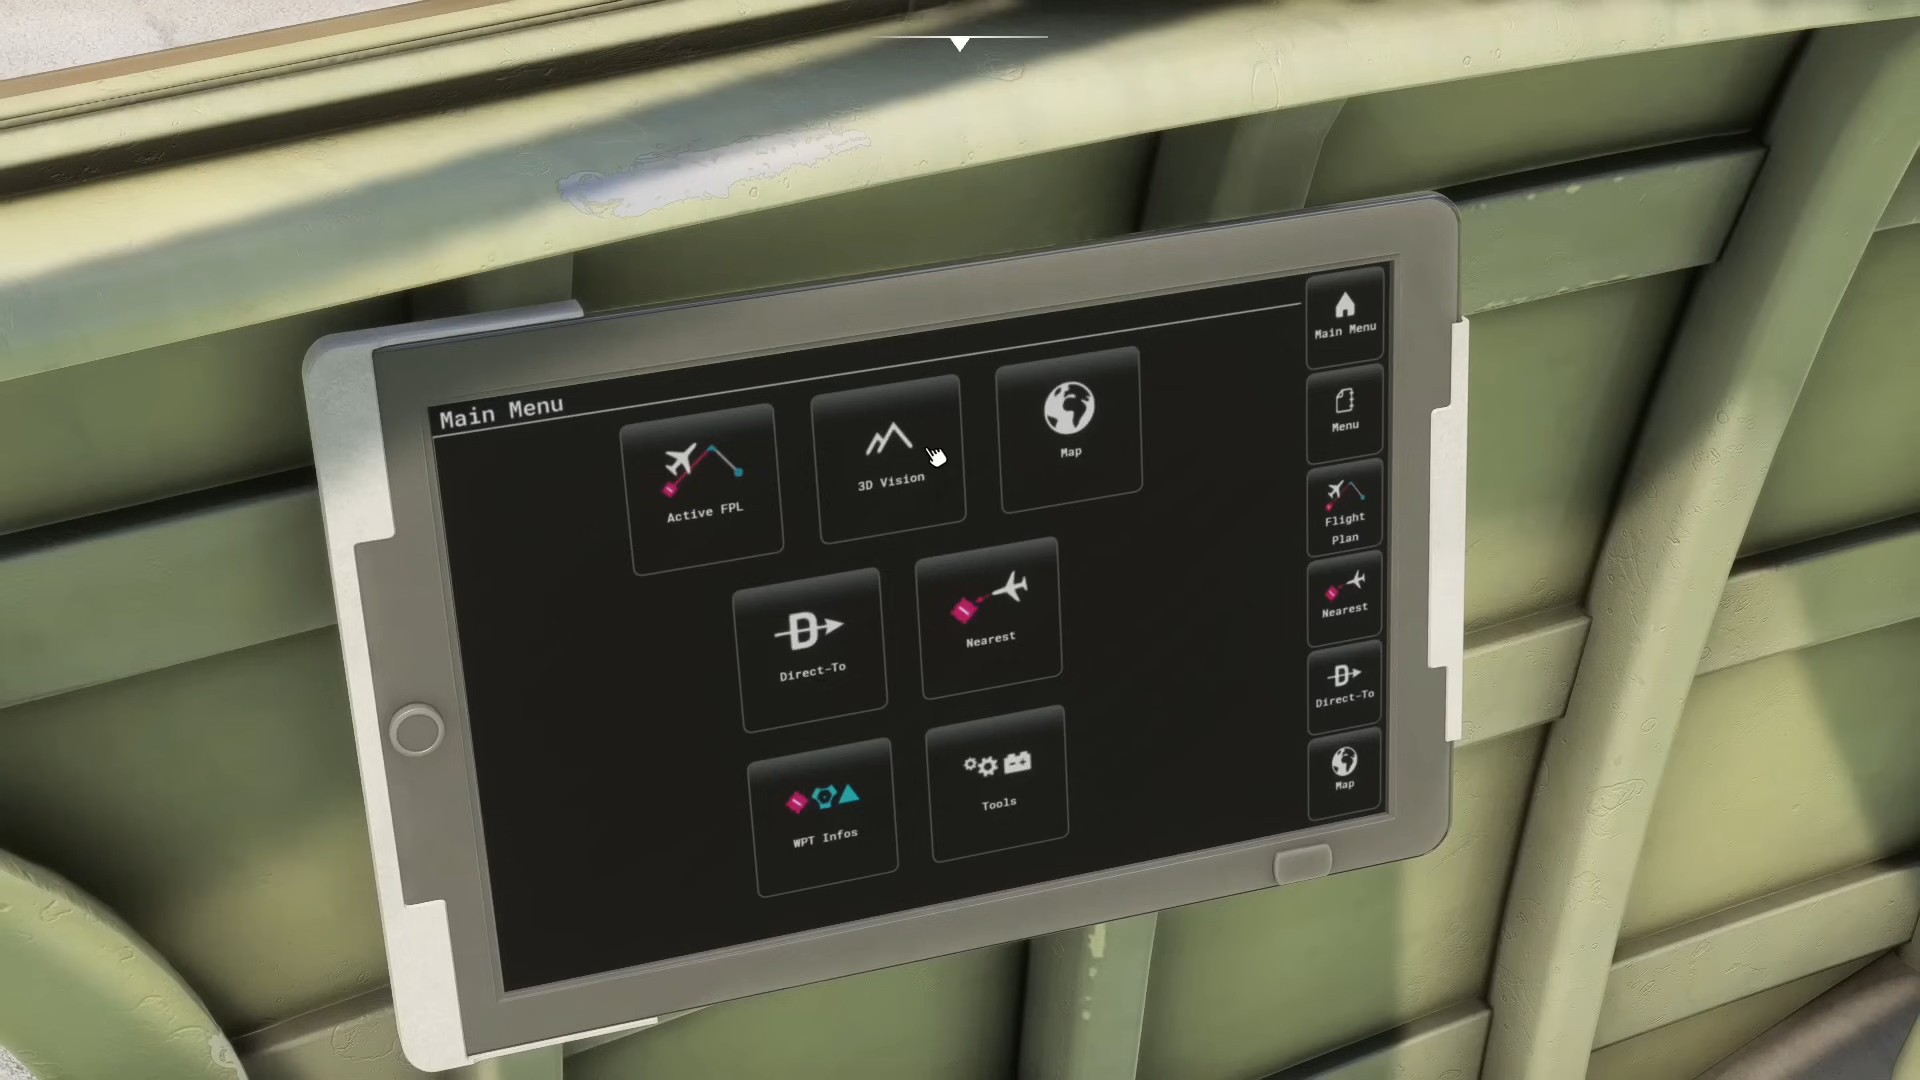 Main Menu
Active FPL
3D Vision
Map
Direct-To
Nearest
WPT Infos
Tools
Main Menu
Menu
Flight
Plan
Nearest
Direct-To
Map